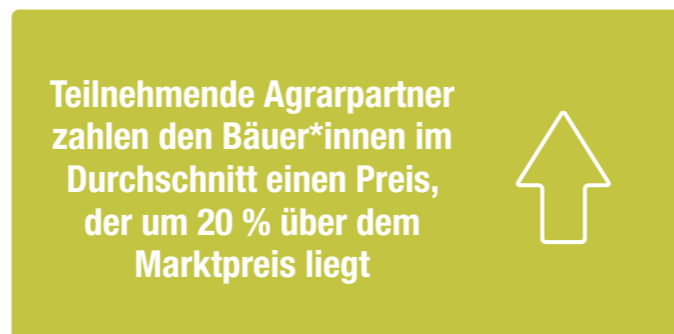 Teilnehmende Agrarpartner
zahlen den Bäuer*innen im
Durchschnitt einen Preis,
der um 20 % über dem
Marktpreis liegt